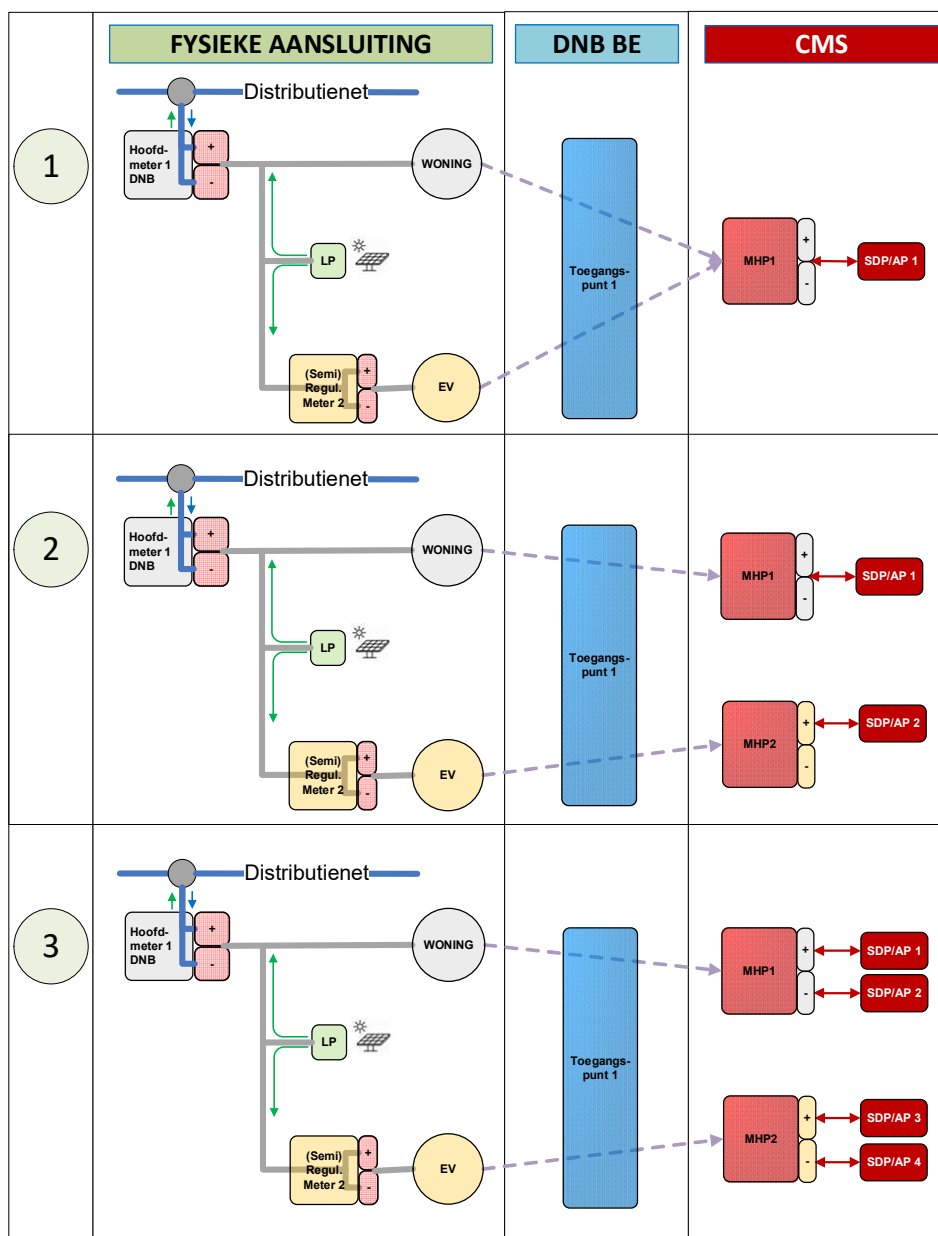 FYSIEKE AANSLUITING
DNB BE
CMS
1
Distributienet
Hoofd-
meter 1
DNB
+
-
WONING
LP
(Semi)
Regul.
Meter 2
+
-
EV
Toegangs-
punt 1
MHP1
+
-
SDP/AP 1
2
Distributienet
Hoofd-
meter 1
DNB
+
-
WONING
LP
(Semi)
Regul.
Meter 2
+
-
EV
Toegangs-
punt 1
MHP1
+
-
SDP/AP 1
MHP2
+
-
SDP/AP 2
3
Distributienet
Hoofd-
meter 1
DNB
+
-
WONING
LP
(Semi)
Regul.
Meter 2
+
-
EV
Toegangs-
punt 1
MHP1
+
-
SDP/AP 1
SDP/AP 2
MHP2
+
-
SDP/AP 3
SDP/AP 4